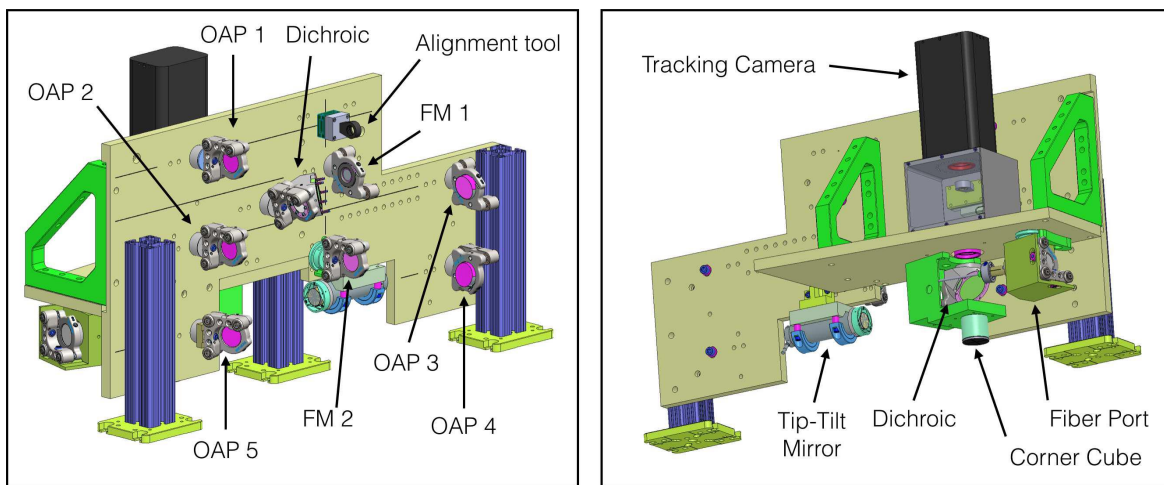 OAP 1
Dichroic
Alignment tool
OAP 2
FM 1
OAP 3
FM 2
OAP 4
OAP 5
Tracking Camera
Tip-Tilt
Mirror
Dichroic
Fiber Port
Corner Cube